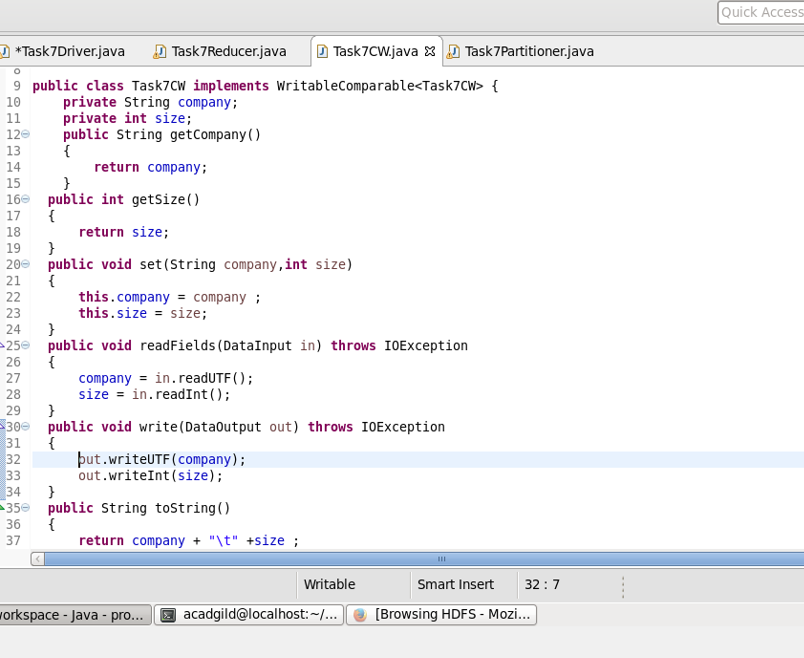 Quick Access
*Task7Driver.java Task7Reducer.java Task7CW.java Task7Partitioner.java
8
9 public class Task7CW implements WritableComparable<Task7CW> {
10 private String company;
11 private int size;
12 public String getCompany()
13 {
14 return company;
15 }
16 public int getSize()
17 {
18 return size;
19 }
20 public void set(String company,int size)
21 {
22 this.company = company ;
23 this.size = size;
24 }
25 public void readFields(DataInput in) throws IOException
26 {
27 company = in.readUTF();
28 size = in.readInt();
29 }
30 public void write(DataOutput out) throws IOException
31 {
32 out.writeUTF(company);
33 out.writeInt(size);
34 }
35 public String toString()
36 {
37 return company + "\t" +size ;
Writable Smart Insert 32 : 7
workspace - Java - pro... acadgild@localhost:~/... [Browsing HDFS - Mozi...